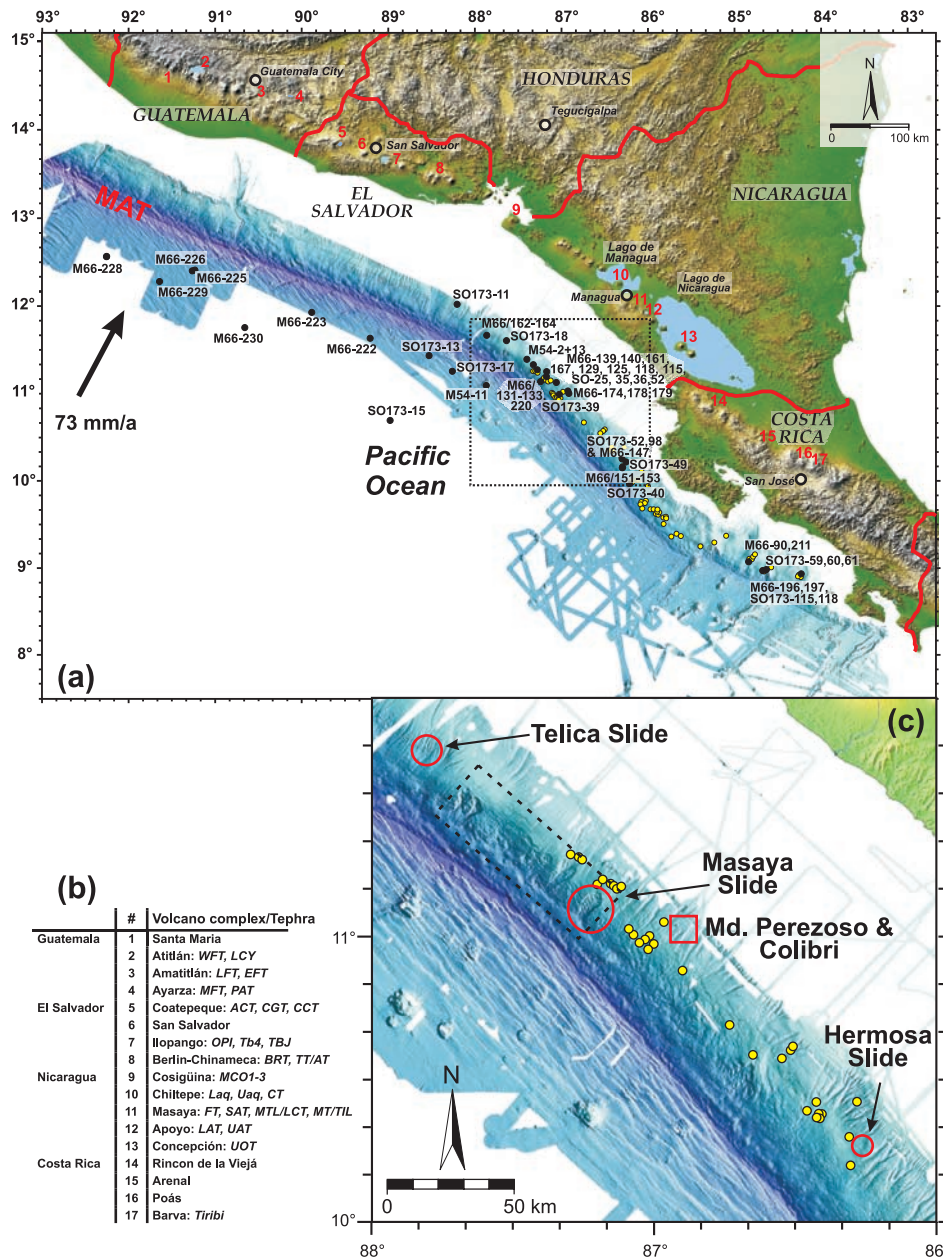 93° 92° 91° 90° 89° 88° 87° 86° 85° 84° 83°
15°
14°
13°
12°
11°
10°
9°
8°
1
2
Guatemala City
3
4
GUATEMALA
HONDURAS
Tegucigalpa
5
6
San Salvador
7
8
EL
SALVADOR
NICARAGUA
9
N
0 100 km
MAT
Lago de
Managua
10
Managua
11
12
Lago de
Nicaragua
13
M66-228
M66-226
M66-225
M66-229
M66-230
M66-223
M66-222
SO173-11
M66/162-164
SO173-18
SO173-13
M54-2+13
SO173-17
M66-139,140,161,
167, 129, 125, 118, 115,
SO-25, 35,36,52
M54-11
M66/
131-133,
220
M66-174,178,179
SO173-39
SO173-15
73 mm/a
Pacific
Ocean
14
COSTA
RICA
15
16
17
San José
SO173-52,98
& M66-147,
SO173-49
M66/151-153
SO173-40
M66-90,211
SO173-59,60,61
M66-196,197,
SO173-115,118
(a)
(b)
# Volcano complex/Tephra
Guatemala 1 Santa Maria
2 Atitlán: WFT, LCY
3 Amatitlán: LFT, EFT
4 Ayarza: MFT, PAT
El Salvador 5 Coatepeque: ACT, CGT, CCT
6 San Salvador
7 Ilopango: OPI, Tb4, TBJ
8 Berlin-Chinameca: BRT, TT/AT
Nicaragua 9 Cosigüina: MCO1-3
10 Chiltepe: Laq, Uaq, CT
11 Masaya: FT, SAT, MTL/LCT, MT/TIL
12 Apoyo: LAT, UAT
13 Concepción: UOT
Costa Rica 14 Rincon de la Viejá
15 Arenal
16 Poás
17 Barva: Tiribi
(c)
Telica Slide
Masaya
Slide
Md. Perezoso &
Colibri
Hermosa
Slide
N
0 50 km
11°
10°
88° 87° 86